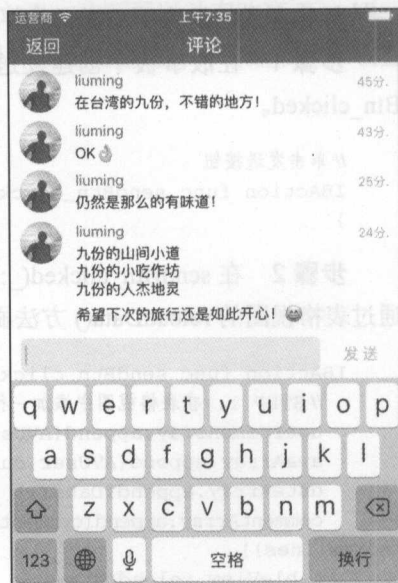 运营商 上午7:35
返回 评论
liuming 45分.
在台湾的九份，不错的地方！
liuming 43分.
OK👌
liuming 25分.
仍然是那么的有味道！
liuming 24分.
九份的山间小道
九份的小吃作坊
九份的人杰地灵
希望下次的旅行还是如此开心！😀
发送
q w e r t y u i o p
a s d f g h j k l
z x c v b n m
123 空格 换行